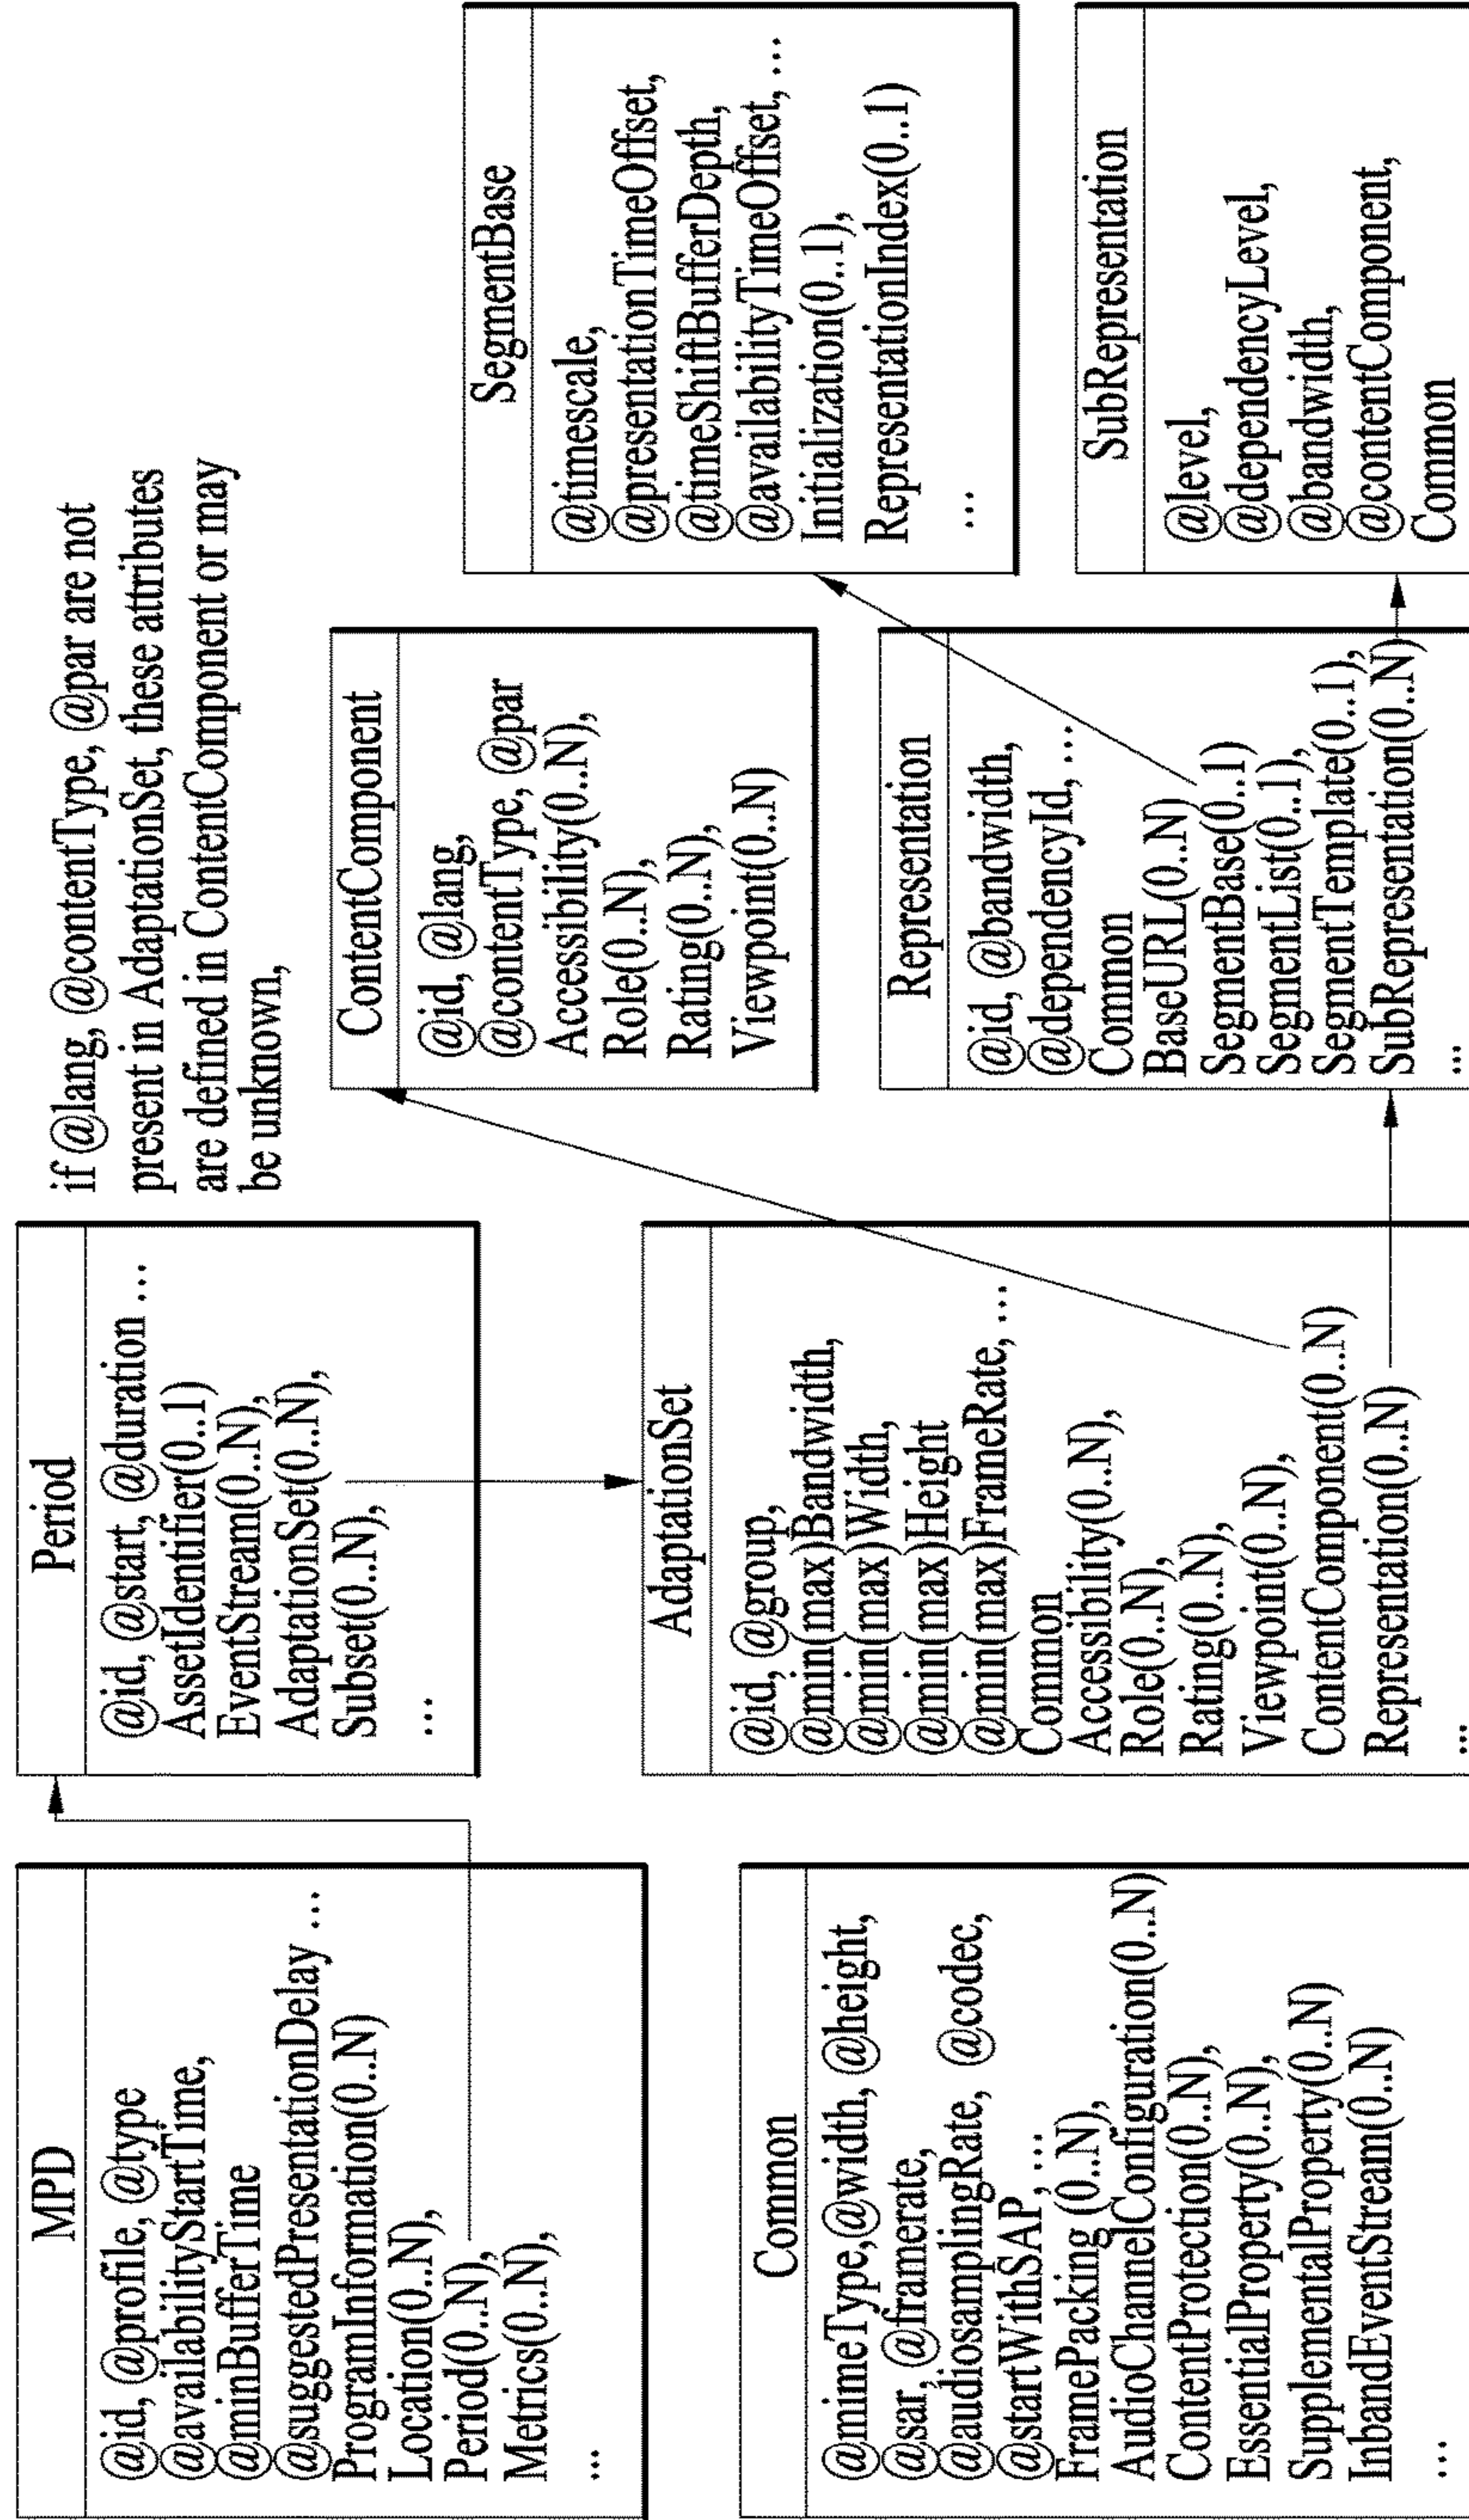 MPD
@id, @profile, @type
@availabilityStartTime,
@minBufferTime
@suggestedPresentationDelay ...
ProgramInformation(0..N)
Location(0..N),
Period(0..N),
Metrics(0..N),
...
Period
@id, @start, @duration ...
AssetIdentifier(0..1)
EventStream(0..N),
AdaptationSet(0..N),
Subset(0..N),
...
if @lang, @contentType, @par are not
present in AdaptationSet, these attributes
are defined in ContentComponent or may
be unknown,
ContentComponent
@id, @lang,
@contentType, @par
Accessibility(0..N),
Role(0..N),
Rating(0..N),
Viewpoint(0..N)
SegmentBase
@timescale,
@presentationTimeOffset,
@timeShiftBufferDepth,
@availabilityTimeOffset, ...
Initialization(0..1),
RepresentationIndex(0..1)
...
Common
@mimeType,@width, @height,
@sar, @framerate,
@audiosamplingRate, @codec,
@startWithSAP, ...
FramePacking (0..N),
AudioChannelConfiguration(0..N)
ContentProtection(0..N),
EssentialProperty(0..N),
SupplementalProperty(0..N)
InbandEventStream(0..N)
...
AdaptationSet
@id, @group,
@min(max)Bandwidth,
@min(max)Width,
@min(max)Height
@min(max)FrameRate, ...
Common
Accessibility(0..N),
Role(0..N),
Rating(0..N),
Viewpoint(0..N),
ContentComponent(0..N)
Representation(0..N)
...
Representation
@id, @bandwidth,
@dependencyId, ...
Common
BaseURL(0..N)
SegmentBase(0..1)
SegmentList(0..1),
SegmentTemplate(0..1),
SubRepresentation(0..N)
...
SubRepresentation
@level,
@dependencyLevel,
@bandwidth,
@contentComponent,
Common